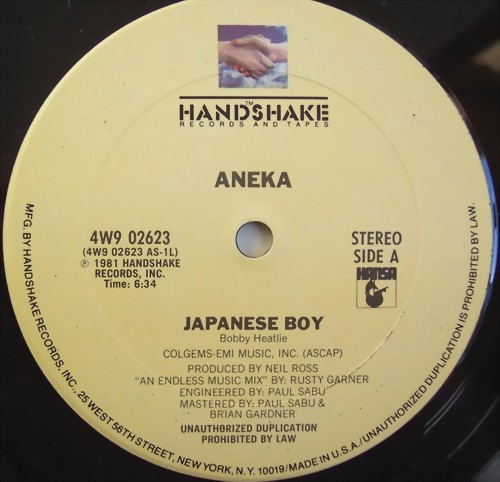 HANDSHAKE
TM
RECORDS AND TAPES
ANEKA
4W9 02623
(4W9 02623 AS-1L)
℗ 1981 HANDSHAKE
RECORDS, INC.
Time: 6:34
STEREO
SIDE A
HANSA
JAPANESE BOY
Bobby Heatlie
COLGEMS-EMI MUSIC, INC. (ASCAP)
PRODUCED BY NEIL ROSS
"AN ENDLESS MUSIC MIX" BY: RUSTY GARNER
ENGINEERED BY: PAUL SABU
MASTERED BY: PAUL SABU &
BRIAN GARDNER
UNAUTHORIZED DUPLICATION
PROHIBITED BY LAW
MFG. BY HANDSHAKE RECORDS, INC., 25 WEST 56TH STREET, NEW YORK, N.Y. 10019/MADE IN U.S.A./UNAUTHORIZED DUPLICATION IS PROHIBITED BY LAW.